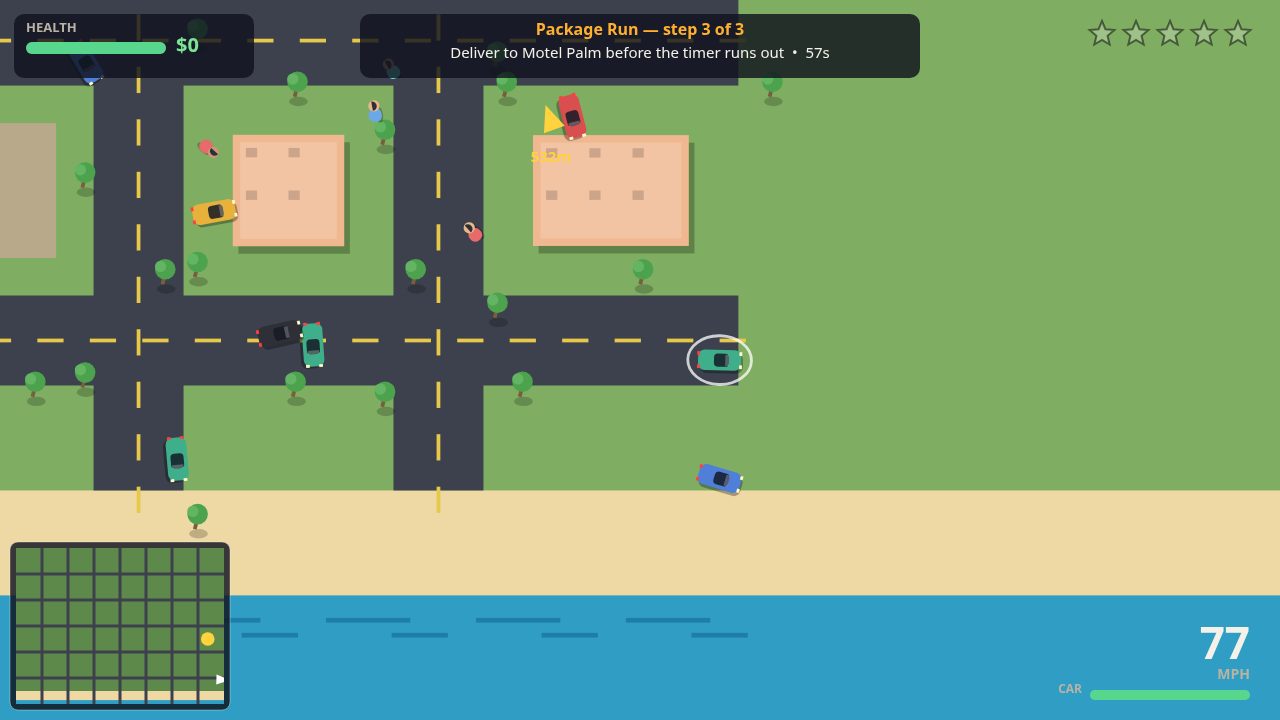 HEALTH
$0
Package Run — step 3 of 3
Deliver to Motel Palm before the timer runs out • 57s
77
MPH
CAR